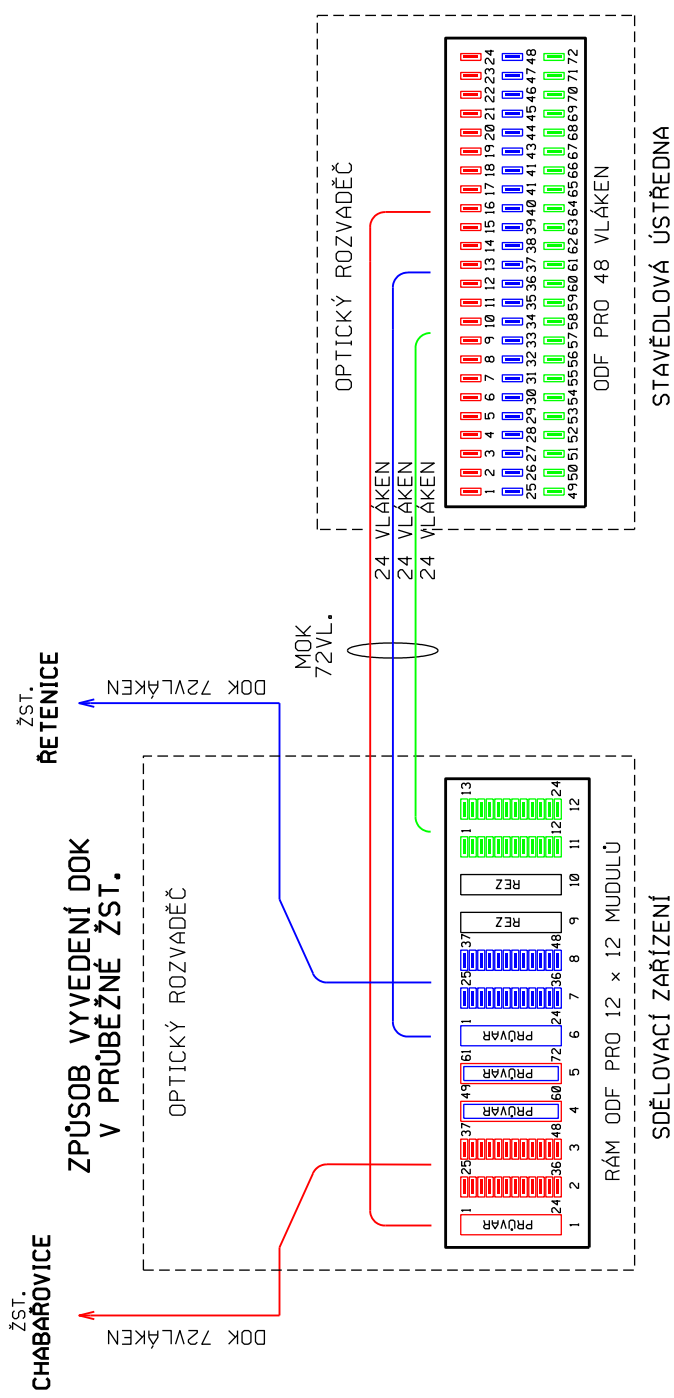 ŽST.
CHABAŘOVICE
ŽST.
ŘETENICE
ZPŮSOB VYVEDENÍ DOK
V PRŮBĚŽNÉ ŽST.
DOK 72VLÁKEN
DOK 72VLÁKEN
OPTICKÝ ROZVADĚČ
MOK
72VL.
24 VLÁKEN
24 VLÁKEN
24 VLÁKEN
OPTICKÝ ROZVADĚČ
1 25 37 49 61 1 25 37 1 13
PRŮVAR PRŮVAR PRŮVAR PRŮVAR REZ REZ
24 36 48 60 72 24 36 48 12 24
1 2 3 4 5 6 7 8 9 10 11 12
RÁM ODF PRO 12 × 12 MUDULŮ
SDĚLOVACÍ ZAŘÍZENÍ
1 2 3 4 5 6 7 8 9 10 11 12 13 14 15 16 17 18 19 20 21 22 23 24
25 26 27 28 29 30 31 32 33 34 35 36 37 38 39 40 41 41 43 44 45 46 47 48
49 50 51 52 53 54 55 56 57 58 59 60 61 62 63 64 65 66 67 68 69 70 71 72
ODF PRO 48 VLÁKEN
STAVĚDLOVÁ ÚSTŘEDNA